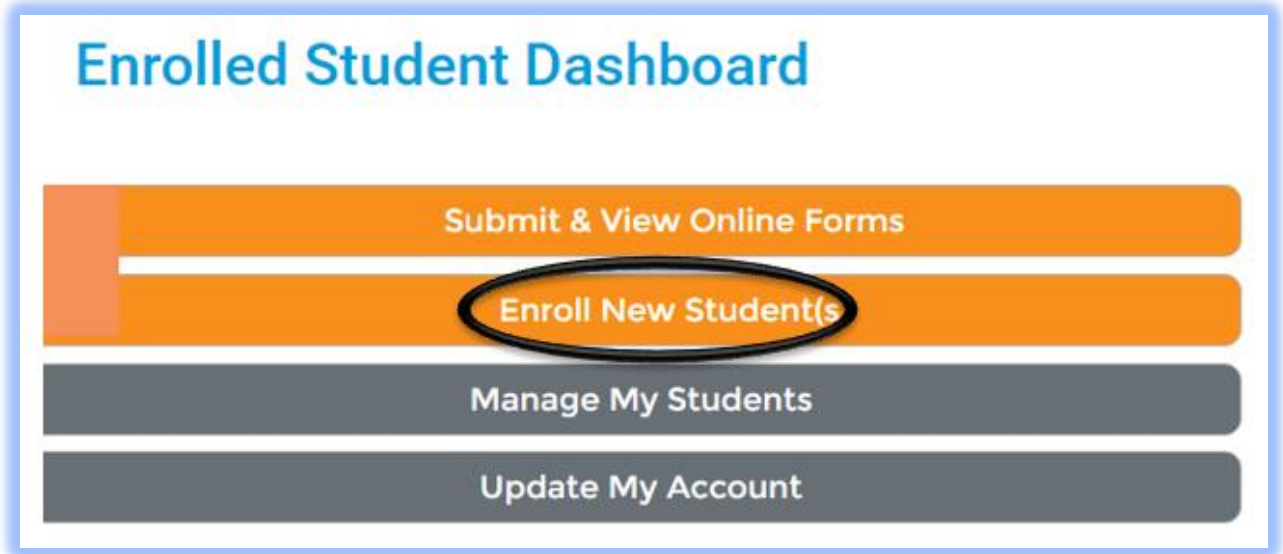 Enrolled Student Dashboard
Submit & View Online Forms
Enroll New Student(s
Manage My Students
Update My Account